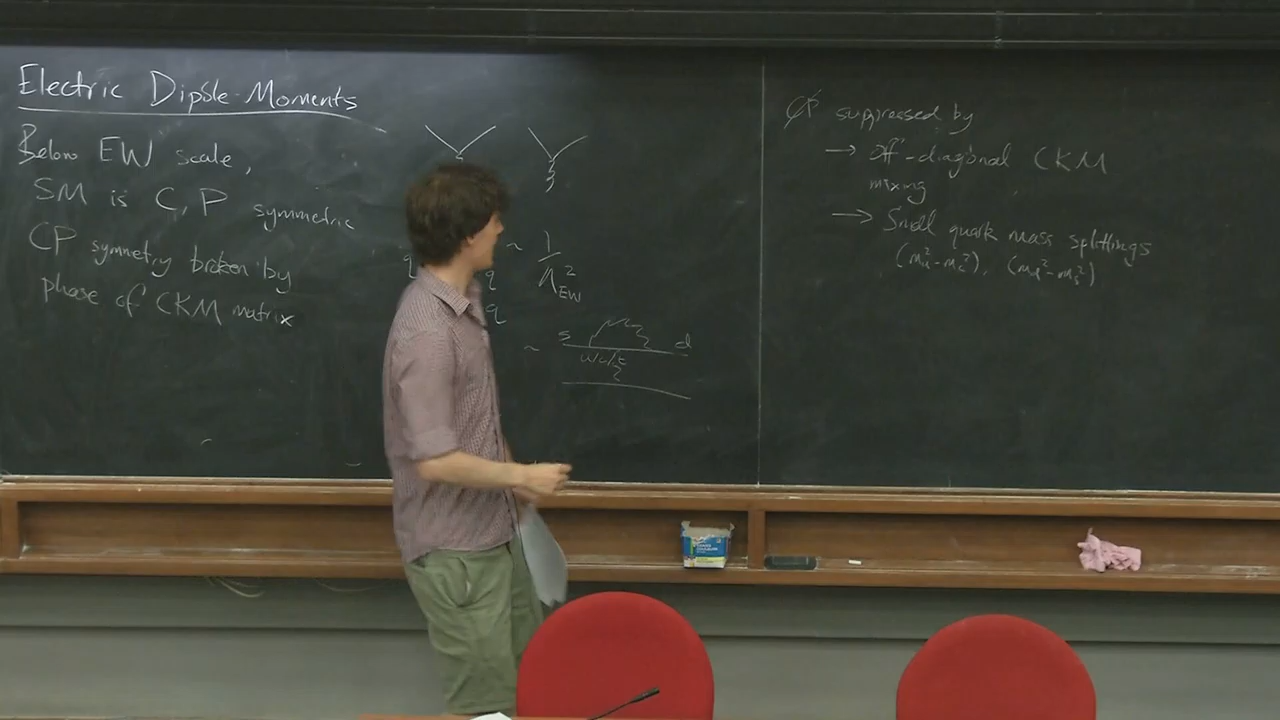 Electric Dipole Moments
Below EW scale,
SM is C, P symmetric
CP symmetry broken by
phase of CKM matrix
q
q
q
~ 1/Λ²EW
~
s d
u/c/t
CP suppressed by
→ off-diagonal CKM
mixing
→ Small quark mass splittings
(m²u-m²c), (m²d-m²s)